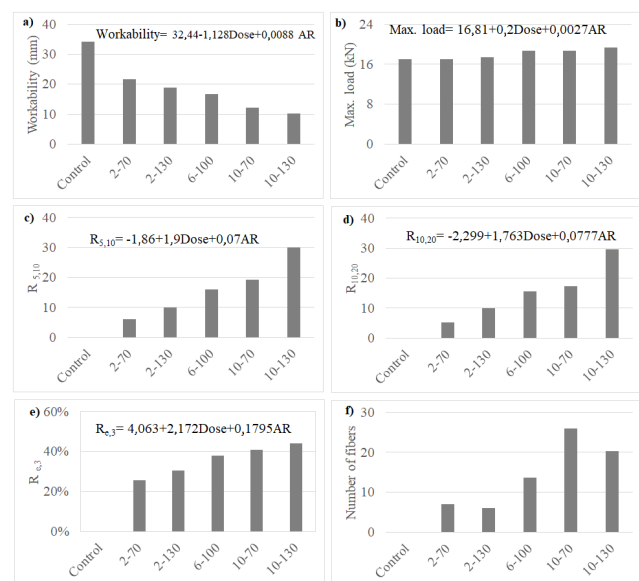 a)
Workability= 32,44-1,128Dose+0,0088 AR
Workability (mm)
40
30
20
10
0
Control
2-70
2-130
6-100
10-70
10-130
b)
Max. load= 16,81+0,2Dose+0,0027AR
Max. load (kN)
24
16
8
0
Control
2-70
2-130
6-100
10-70
10-130
c)
R5,10= -1,86+1,9Dose+0,07AR
R 5,10
40
30
20
10
0
Control
2-70
2-130
6-100
10-70
10-130
d)
R10,20= -2,299+1,763Dose+0,0777AR
R10,20
40
30
20
10
0
Control
2-70
2-130
6-100
10-70
10-130
e)
Re,3= 4,063+2,172Dose+0,1795AR
R e,3
60%
40%
20%
0%
Control
2-70
2-130
6-100
10-70
10-130
f)
Number of fibers
30
20
10
0
Control
2-70
2-130
6-100
10-70
10-130